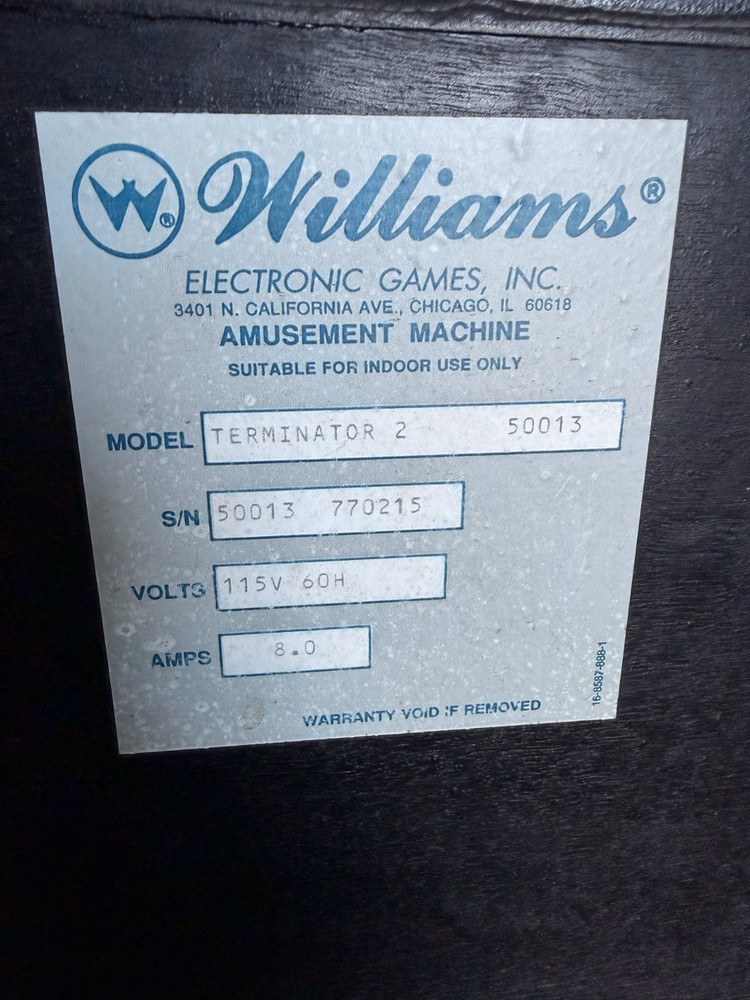 W® Williams®
ELECTRONIC GAMES, INC.
3401 N. CALIFORNIA AVE., CHICAGO, IL 60618
AMUSEMENT MACHINE
SUITABLE FOR INDOOR USE ONLY
MODEL TERMINATOR 2 50013
S/N 50013 770215
VOLTS 115V 60H
AMPS 8.0
WARRANTY VOID IF REMOVED
16-8587-888-1